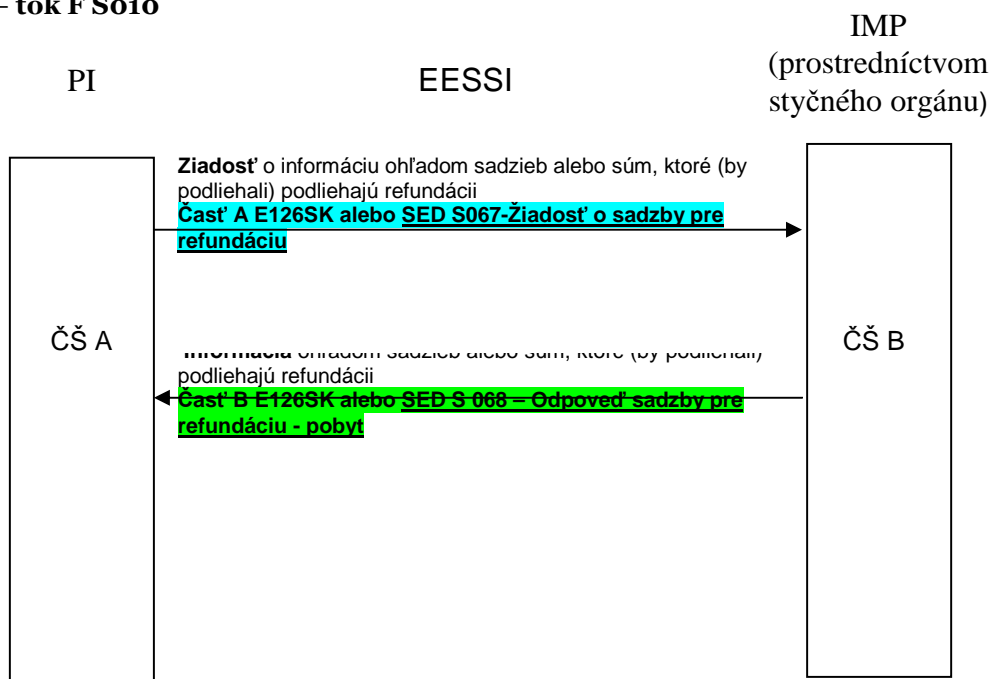 – tok F S010
IMP
(prostredníctvom
styčného orgánu)
PI
EESSI
Ziadosť o informáciu ohľadom sadzieb alebo súm, ktoré (by
podliehali) podliehajú refundácii
Časť A E126SK alebo SED S067-Žiadosť o sadzby pre
refundáciu
ČŠ A
ČŠ B
Informácia ohľadom sadzieb alebo súm, ktoré (by podliehali)
podliehajú refundácii
Časť B E126SK alebo SED S 068 – Odpoveď sadzby pre
refundáciu - pobyt